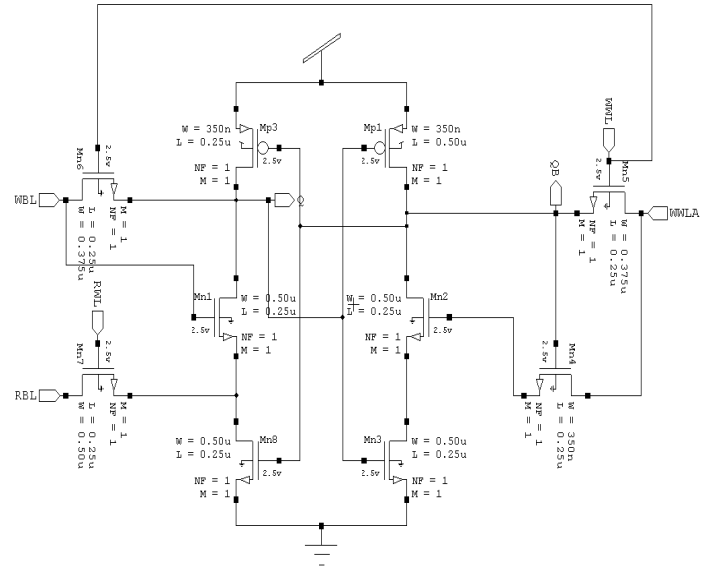 WWL
W = 350n
L = 0.25u
Mp3
2.5v
NF = 1
M = 1
Mp1
W = 350n
L = 0.50u
2.5v
NF = 1
M = 1
Mn6
2.5v
M = 1
NF = 1
L = 0.25u
W = 0.375u
WBL
Q
QB
Mn5
2.5v
W = 0.375u
L = 0.25u
NF = 1
M = 1
WWLA
RWL
Mn1
W = 0.50u
L = 0.25u
2.5v
NF = 1
M = 1
W = 0.50u
L = 0.25u
Mn2
2.5v
NF = 1
M = 1
Mn7
2.5v
M = 1
NF = 1
L = 0.25u
W = 0.50u
RBL
Mn4
2.5v
W = 350n
L = 0.25u
NF = 1
M = 1
W = 0.50u
L = 0.25u
Mn8
2.5v
NF = 1
M = 1
Mn3
W = 0.50u
L = 0.25u
2.5v
NF = 1
M = 1